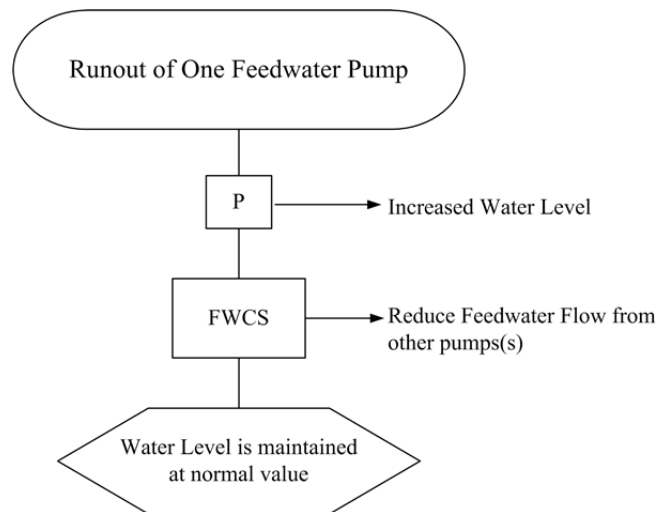 Runout of One Feedwater Pump
P
Increased Water Level
FWCS
Reduce Feedwater Flow from
other pumps(s)
Water Level is maintained
at normal value